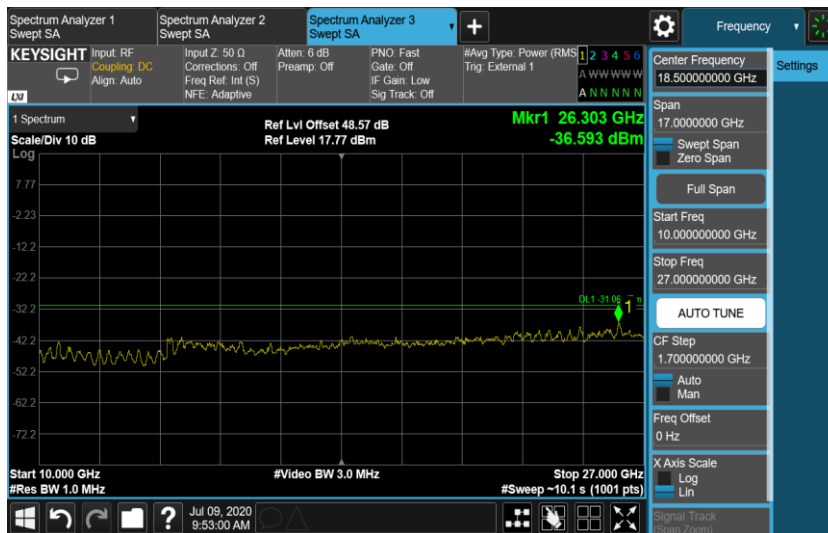 Spectrum Analyzer 1
Swept SA
Spectrum Analyzer 2
Swept SA
Spectrum Analyzer 3
Swept SA
Frequency
KEYSIGHT
LXI
Input: RF
Coupling: DC
Align: Auto
Input Z: 50 Ω
Corrections: Off
Freq Ref: Int (S)
NFE: Adaptive
Atten: 6 dB
Preamp: Off
PNO: Fast
Gate: Off
IF Gain: Low
Sig Track: Off
#Avg Type: Power (RMS
Trig: External 1
1 2 3 4 5 6
A W W W W W
A N N N N N
1 Spectrum
Scale/Div 10 dB
Ref Lvl Offset 48.57 dB
Ref Level 17.77 dBm
Mkr1 26.303 GHz
-36.593 dBm
Log
7.77
-2.23
-12.2
-22.2
-32.2
-42.2
-52.2
-62.2
-72.2
DL1 -31.06
1
Start 10.000 GHz
#Res BW 1.0 MHz
#Video BW 3.0 MHz
Stop 27.000 GHz
#Sweep ~10.1 s (1001 pts)
Jul 09, 2020
9:53:00 AM
Center Frequency
18.500000000 GHz
Span
17.0000000 GHz
Swept Span
Zero Span
Full Span
Start Freq
10.000000000 GHz
Stop Freq
27.000000000 GHz
AUTO TUNE
CF Step
1.700000000 GHz
Auto
Man
Freq Offset
0 Hz
X Axis Scale
Log
Lin
Signal Track
(Span Zoom)
Settings